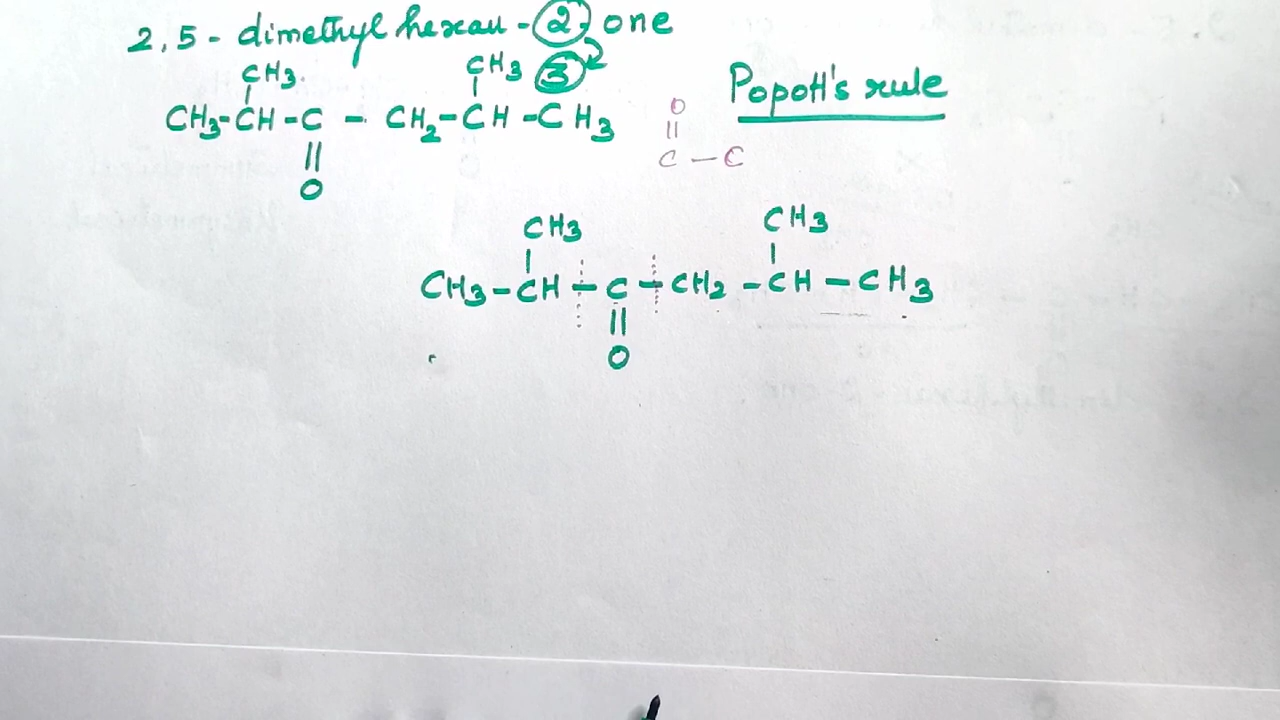 2,5 - dimethyl hexan - 2, one
CH3 CH3 3
CH3-CH-C - CH2-CH-CH3
||
O
Popoff's rule
O
||
C - C
CH3 CH3
| |
CH3-CH-C-CH2-CH-CH3
||
O